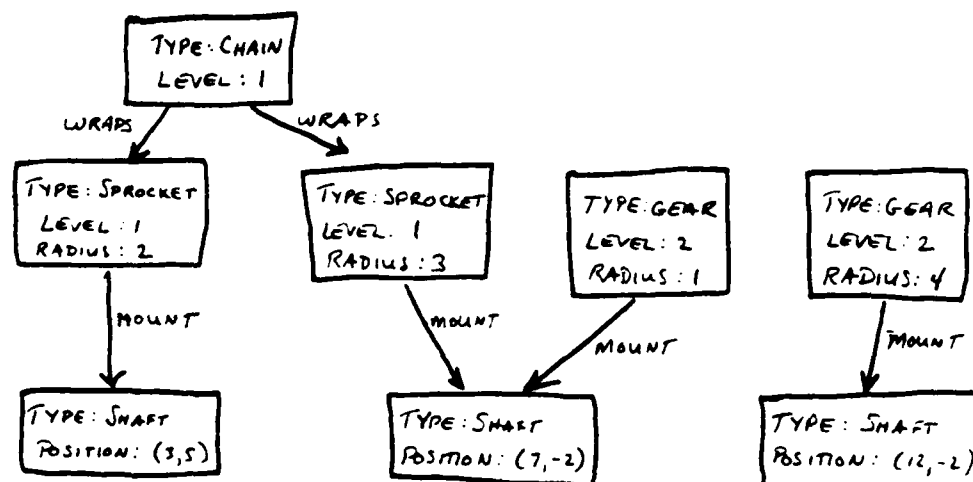 TYPE: CHAIN
LEVEL: 1
WRAPS
WRAPS
TYPE: SPROCKET
LEVEL: 1
RADIUS: 2
TYPE: SPROCKET
LEVEL: 1
RADIUS: 3
TYPE: GEAR
LEVEL: 2
RADIUS: 1
TYPE: GEAR
LEVEL: 2
RADIUS: 4
MOUNT
MOUNT
MOUNT
MOUNT
TYPE: SHAFT
POSITION: (3,5)
TYPE: SHAFT
POSITION: (7,-2)
TYPE: SHAFT
POSITION: (12,-2)